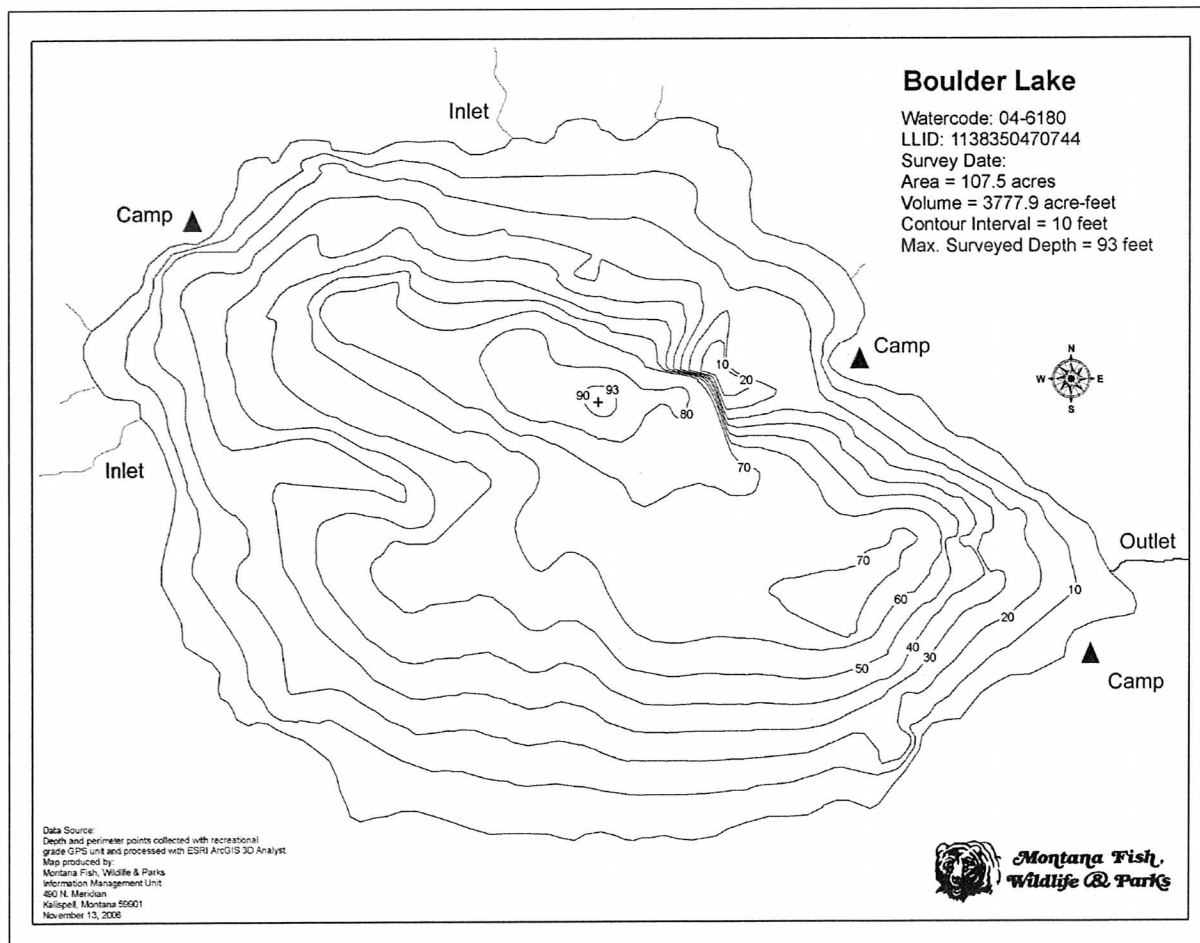 Boulder Lake
Watercode: 04-6180
LLID: 1138350470744
Survey Date:
Area = 107.5 acres
Volume = 3777.9 acre-feet
Contour Interval = 10 feet
Max. Surveyed Depth = 93 feet
Inlet
Camp
Camp
N
W E
S
10
20
90 93
80
70
Inlet
Outlet
70
60
10
20
40
30
50
Camp
Data Source:
Depth and perimeter points collected with recreational
grade GPS unit and processed with ESRI ArcGIS 3D Analyst.
Map produced by:
Montana Fish, Wildlife & Parks
Information Management Unit
490 N. Meridian
Kalispell, Montana 59901
November 13, 2006
Montana Fish,
Wildlife & Parks